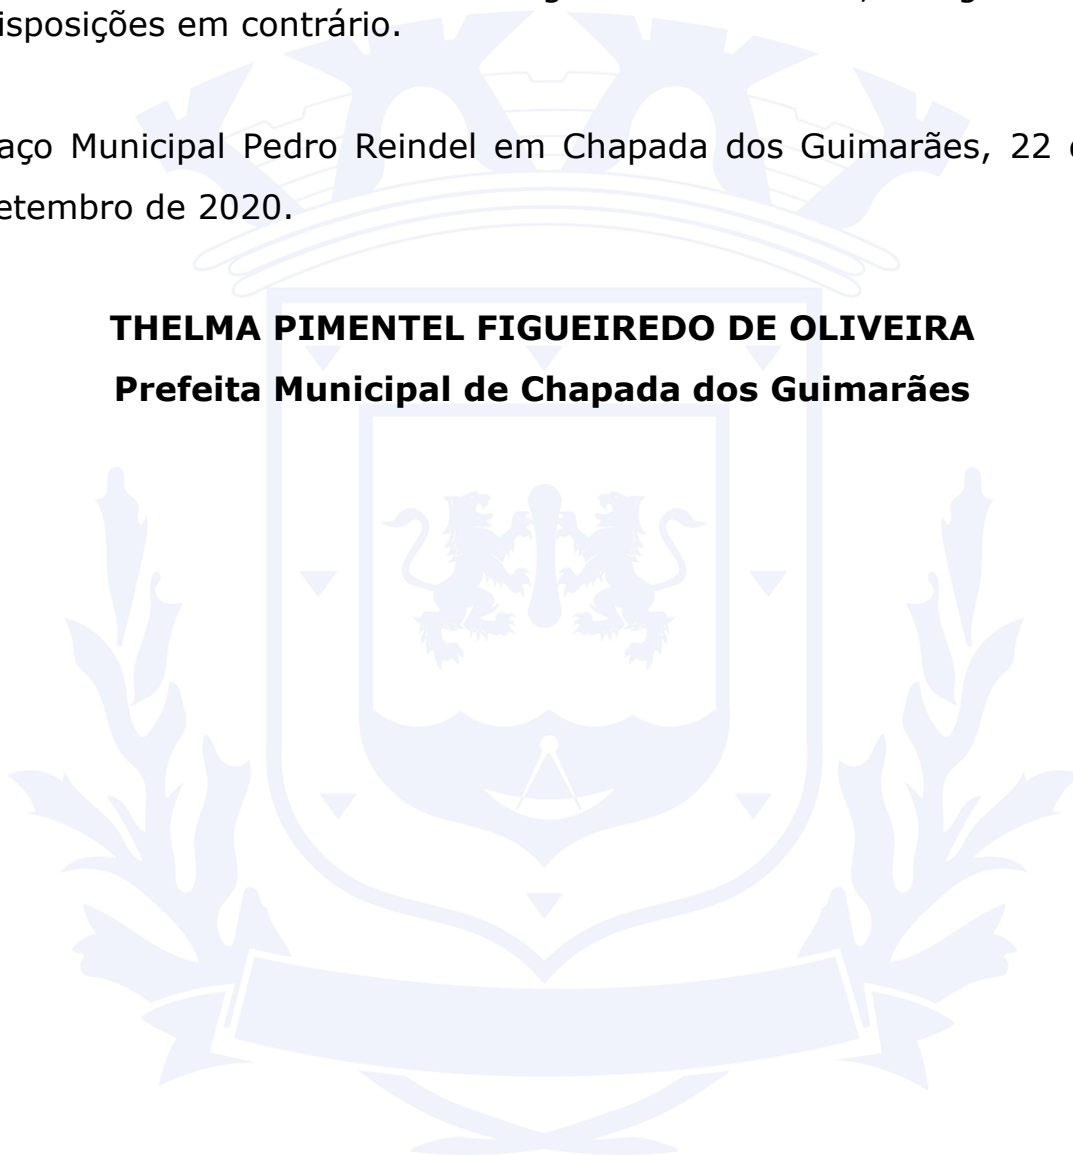 isposições em contrário.
aço Municipal Pedro Reindel em Chapada dos Guimarães, 22
etembro de 2020.
THELMA PIMENTEL FIGUEIREDO DE OLIVEIRA
Prefeita Municipal de Chapada dos Guimarães